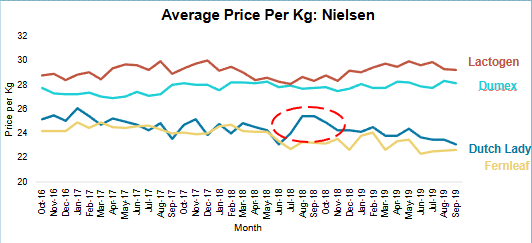 Average Price Per Kg: Nielsen
32
30
28
26
24
22
20
Price per Kg
Lactogen
Dumex
Dutch Lady
Fernleaf
Oct-16
Nov-16
Dec-16
Jan-17
Feb-17
Mar-17
Apr-17
May-17
Jun-17
Jul-17
Aug-17
Sep-17
Oct-17
Nov-17
Dec-17
Jan-18
Feb-18
Mar-18
Apr-18
May-18
Jun-18
Jul-18
Aug-18
Sep-18
Oct-18
Nov-18
Dec-18
Jan-19
Feb-19
Mar-19
Apr-19
May-19
Jun-19
Jul-19
Aug-19
Sep-19
Month